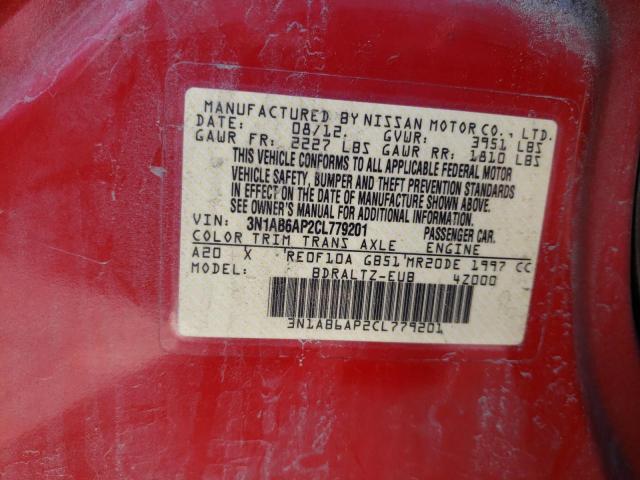 MANUFACTURED BY NISSAN MOTOR CO., LTD.
DATE: 08/12. GVWR: 3951 LBS
GAWR FR: 2227 LBS GAWR RR: 1810 LBS
THIS VEHICLE CONFORMS TO ALL APPLICABLE FEDERAL MOTOR
VEHICLE SAFETY, BUMPER AND THEFT PREVENTION STANDARDS
IN EFFECT ON THE DATE OF MANUFACTURE SHOWN ABOVE.
SEE OWNER'S MANUAL FOR ADDITIONAL INFORMATION.
VIN: 3N1AB6AP2CL779201 PASSENGER CAR.
COLOR TRIM TRANS AXLE ENGINE
A20 X RE0F10A GB51 MR20DE 1997 CC
MODEL: BDRALTZ-EUB 4Z000
3N1AB6AP2CL779201